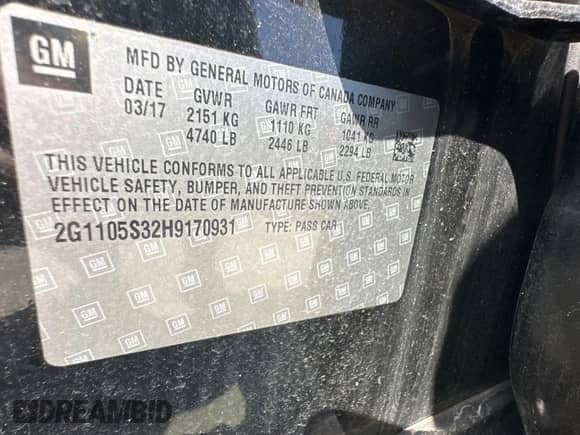 GM
MFD BY GENERAL MOTORS OF CANADA COMPANY
DATE GVWR GAWR FRT GAWR RR
03/17 2151 KG 1110 KG 1041 KG
4740 LB 2446 LB 2294 LB
THIS VEHICLE CONFORMS TO ALL APPLICABLE U.S. FEDERAL MOTOR
VEHICLE SAFETY, BUMPER, AND THEFT PREVENTION STANDARDS IN
EFFECT ON THE DATE OF MANUFACTURE SHOWN ABOVE.
2G1105S32H9170931 TYPE: PASS CAR
DREAMBID